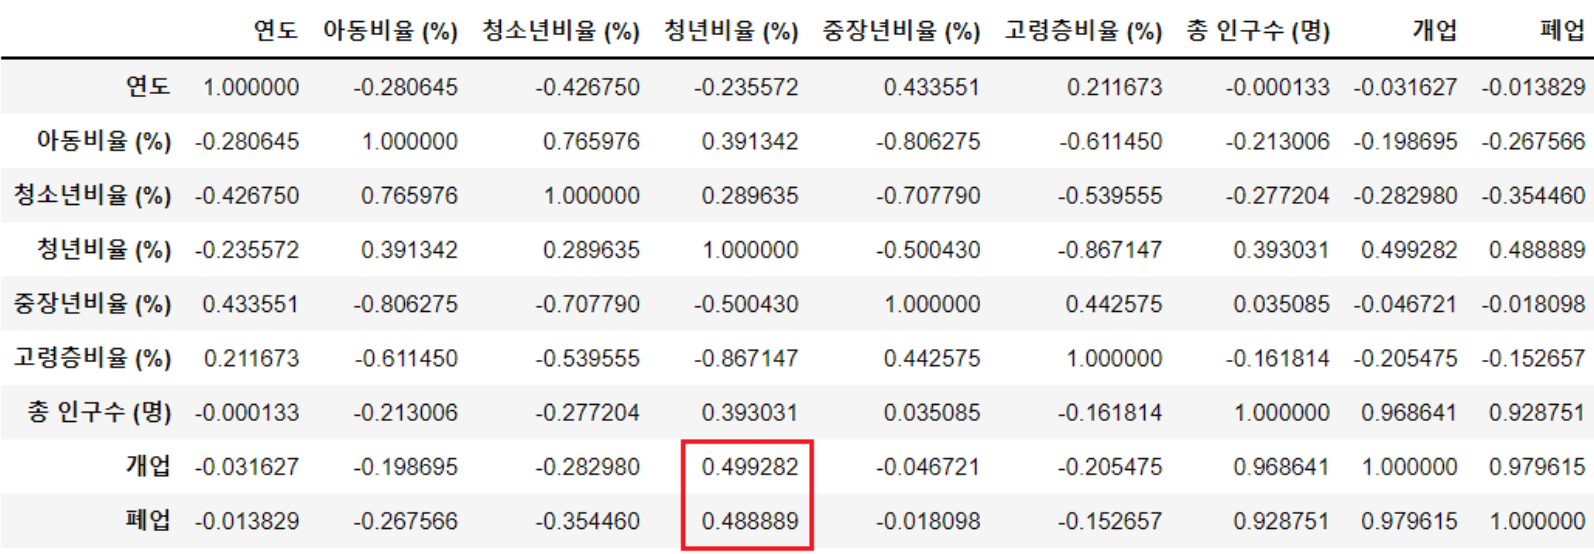 연도 아동비율 (%) 청소년비율 (%) 청년비율 (%) 중장년비율 (%) 고령층비율 (%) 총 인구수 (명) 개업 폐업
연도 1.000000 -0.280645 -0.426750 -0.235572 0.433551 0.211673 -0.000133 -0.031627 -0.013829
아동비율 (%) -0.280645 1.000000 0.765976 0.391342 -0.806275 -0.611450 -0.213006 -0.198695 -0.267566
청소년비율 (%) -0.426750 0.765976 1.000000 0.289635 -0.707790 -0.539555 -0.277204 -0.282980 -0.354460
청년비율 (%) -0.235572 0.391342 0.289635 1.000000 -0.500430 -0.867147 0.393031 0.499282 0.488889
중장년비율 (%) 0.433551 -0.806275 -0.707790 -0.500430 1.000000 0.442575 0.035085 -0.046721 -0.018098
고령층비율 (%) 0.211673 -0.611450 -0.539555 -0.867147 0.442575 1.000000 -0.161814 -0.205475 -0.152657
총 인구수 (명) -0.000133 -0.213006 -0.277204 0.393031 0.035085 -0.161814 1.000000 0.968641 0.928751
개업 -0.031627 -0.198695 -0.282980 0.499282 -0.046721 -0.205475 0.968641 1.000000 0.979615
폐업 -0.013829 -0.267566 -0.354460 0.488889 -0.018098 -0.152657 0.928751 0.979615 1.000000